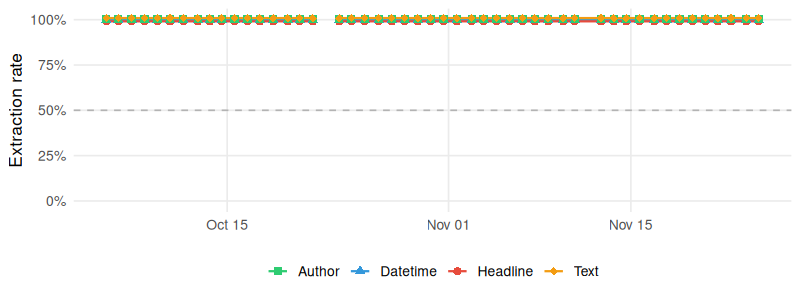 Extraction rate
100%
75%
50%
25%
0%
Oct 15 Nov 01 Nov 15
Author Datetime Headline Text